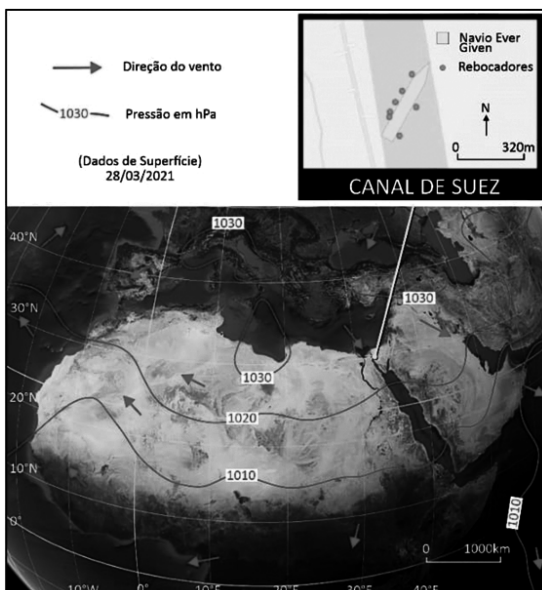 Direção do vento
1030
Pressão em hPa
(Dados de Superfície)
28/03/2021
Navio Ever
Given
Rebocadores
N
0 320m
CANAL DE SUEZ
40°N
30°N
20°N
10°N
0°
1030
1030
1030
1020
1010
1010
0 1000km
10°W
0°
10°E
20°E
30°E
40°E